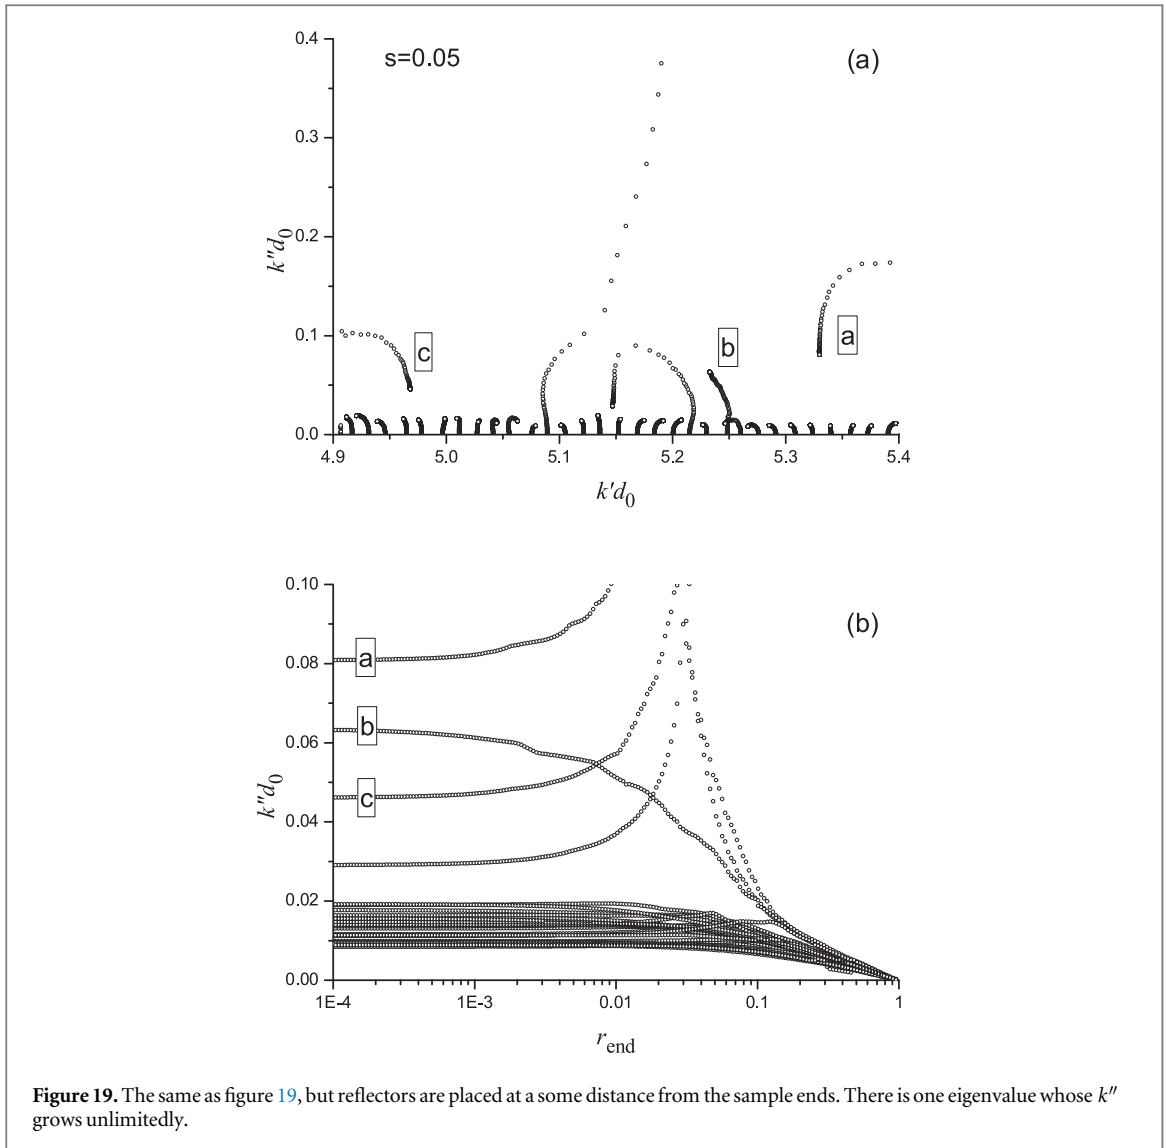 s=0.05
(a)
0.4
0.3
0.2
0.1
0.0
k″d₀
c
b
a
4.9 5.0 5.1 5.2 5.3 5.4
k′d₀
(b)
0.10
0.08
0.06
0.04
0.02
0.00
k″d₀
a
b
c
1E-4 1E-3 0.01 0.1 1
r_end
Figure 19. The same as figure 19, but reflectors are placed at a some distance from the sample ends. There is one eigenvalue whose k″
grows unlimitedly.